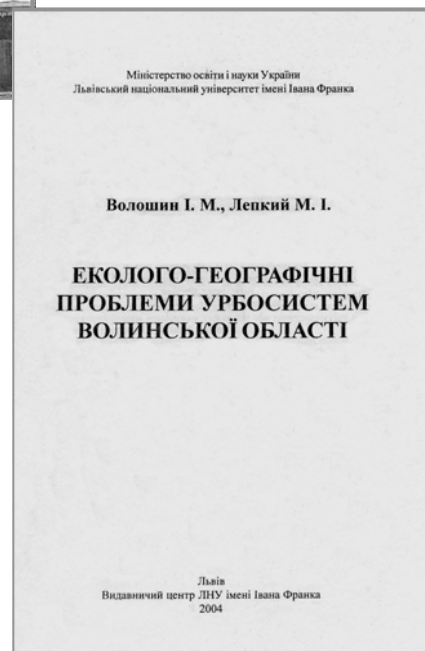 Міністерство освіти і науки України
Львівський національний університет імені Івана Франка
Волошин І. М., Лепкий М. І.
ЕКОЛОГО-ГЕОГРАФІЧНІ
ПРОБЛЕМИ УРБОСИСТЕМ
ВОЛИНСЬКОЇ ОБЛАСТІ
Львів
Видавничий центр ЛНУ імені Івана Франка
2004